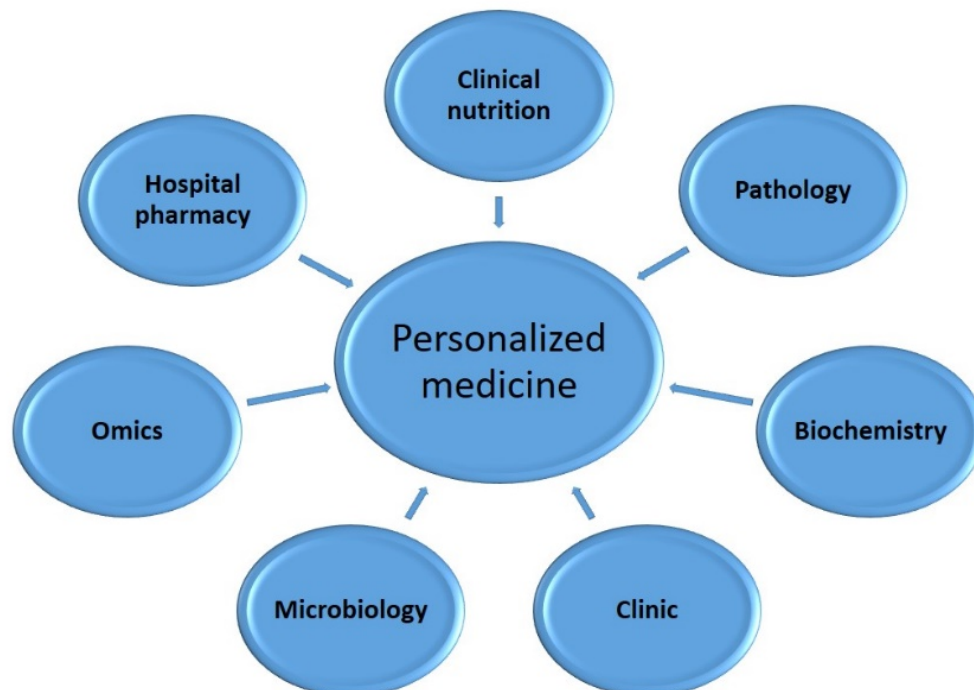 Clinical
nutrition
Hospital
pharmacy
Pathology
Personalized
medicine
Omics
Biochemistry
Microbiology
Clinic